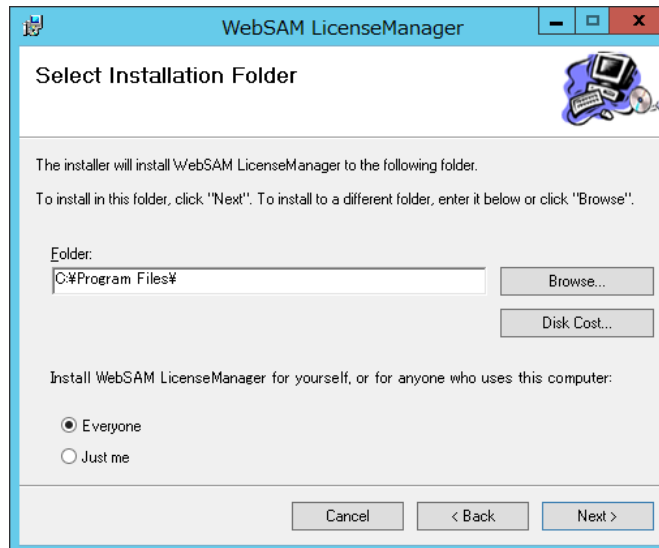 WebSAM LicenseManager
Select Installation Folder
The installer will install WebSAM LicenseManager to the following folder.
To install in this folder, click "Next". To install to a different folder, enter it below or click "Browse".
Folder:
C:¥Program Files¥
Browse...
Disk Cost...
Install WebSAM LicenseManager for yourself, or for anyone who uses this computer:
Everyone
Just me
Cancel
< Back
Next >